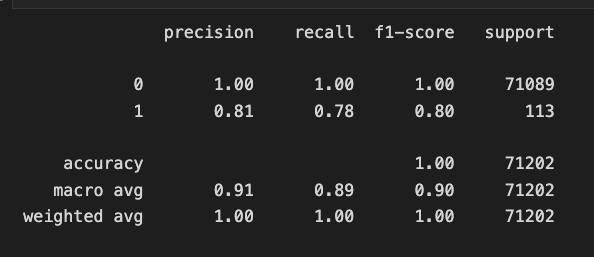 precision recall f1-score support
0 1.00 1.00 1.00 71089
1 0.81 0.78 0.80 113
accuracy 1.00 71202
macro avg 0.91 0.89 0.90 71202
weighted avg 1.00 1.00 1.00 71202